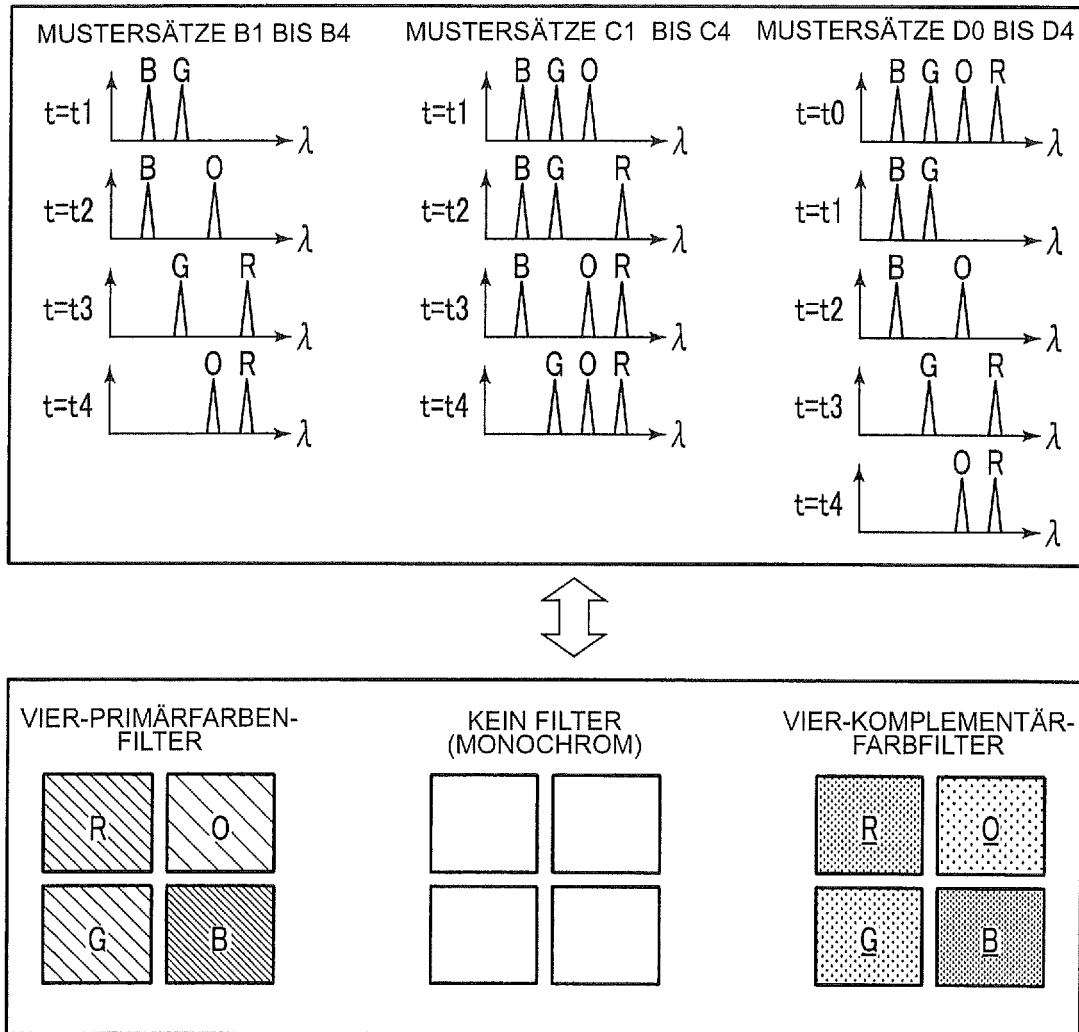 MUSTERSÄTZE B1 BIS B4
B G
t=t1
λ
B O
t=t2
λ
G R
t=t3
λ
O R
t=t4
λ
MUSTERSÄTZE C1 BIS C4
B G O
t=t1
λ
B G R
t=t2
λ
B O R
t=t3
λ
G O R
t=t4
λ
MUSTERSÄTZE D0 BIS D4
B G O R
t=t0
λ
B G
t=t1
λ
B O
t=t2
λ
G R
t=t3
λ
O R
t=t4
λ
VIER-PRIMÄRFARBEN-
FILTER
R O
G B
KEIN FILTER
(MONOCHROM)
VIER-KOMPLEMENTÄR-
FARBFILTER
R O
G B